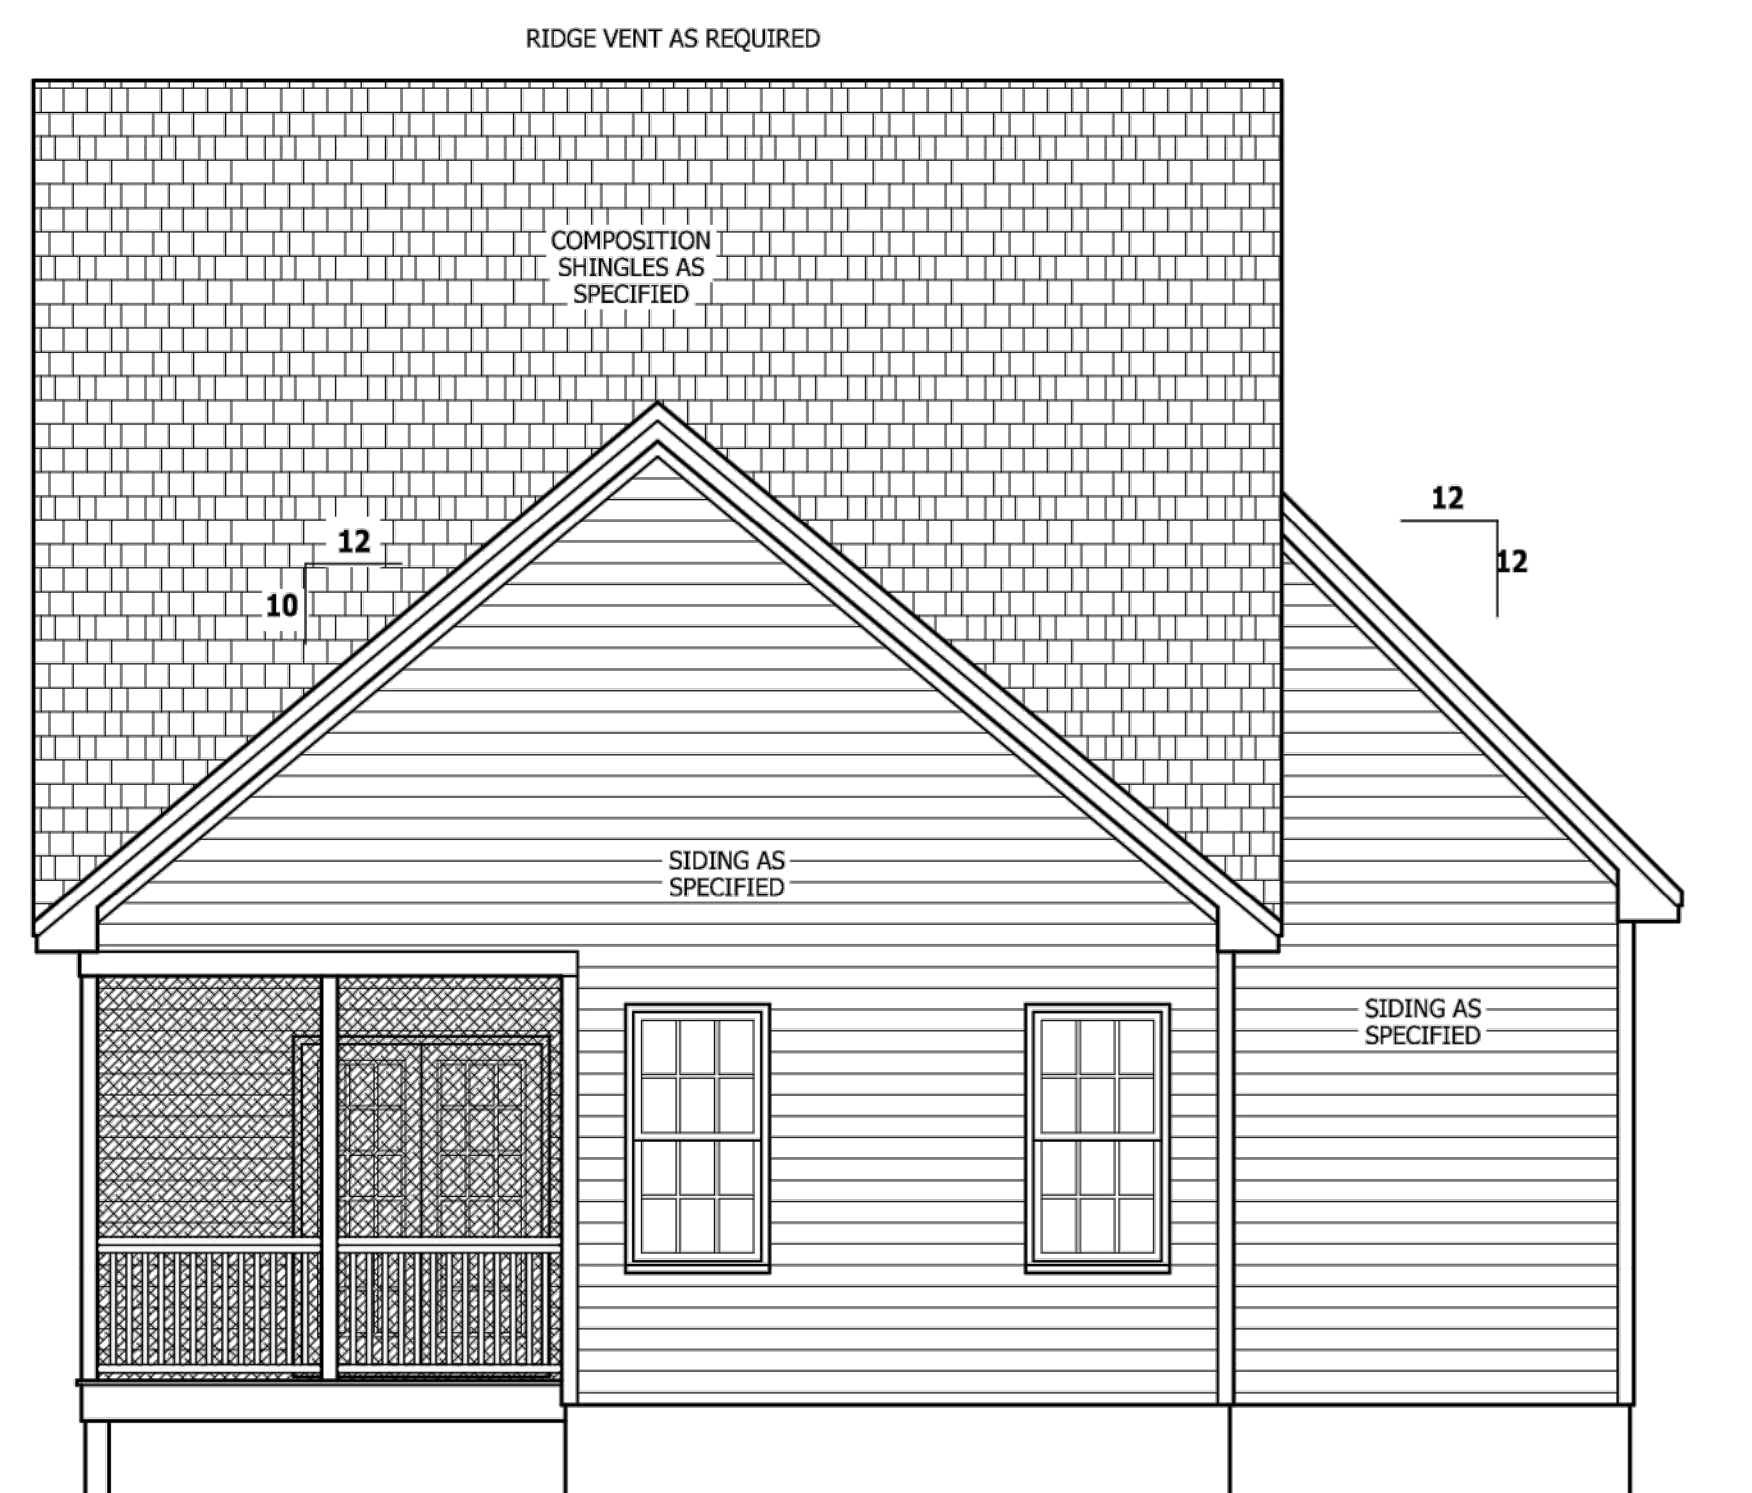 RIDGE VENT AS REQUIRED
COMPOSITION
SHINGLES AS
SPECIFIED
12
12
12
10
SIDING AS
SPECIFIED
SIDING AS
SPECIFIED